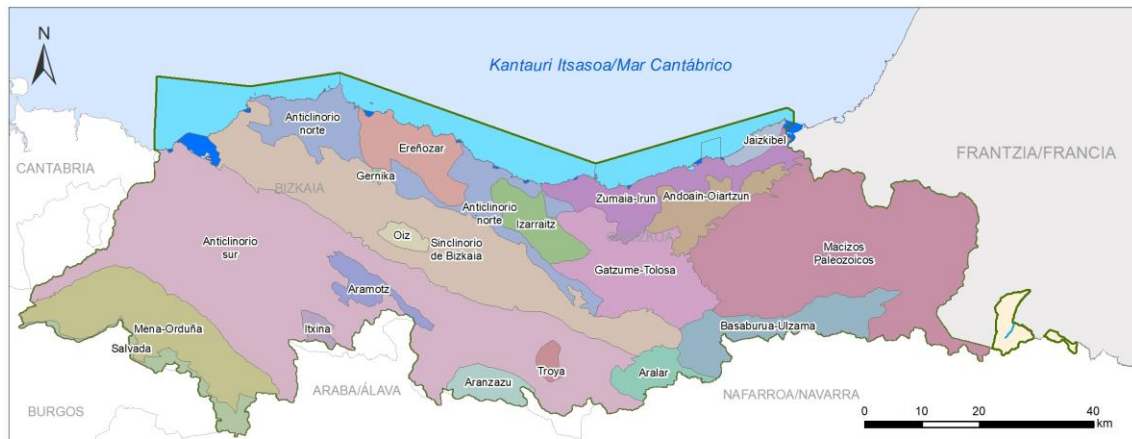 N
Kantauri Itsasoa/Mar Cantábrico
Anticlinorio
norte
Ereñozar
Jaizkibel
CANTABRIA
FRANTZIA/FRANCIA
Gernika
BIZKAIA
Zumaia-Irun
Andoain-Oiartzun
Anticlinorio
norte
Izarraitz
Oiz
Sinclinorio
de Bizkaia
Anticlinorio
sur
Macizos
Paleozoicos
Gatzume-Tolosa
Aramotz
Mena-Orduña
Itxina
Basaburua-Ulzama
Salvada
Troya
Aralar
Aranzazu
ARABA/ÁLAVA
NAFARROA/NAVARRA
BURGOS
0 10 20 40
km